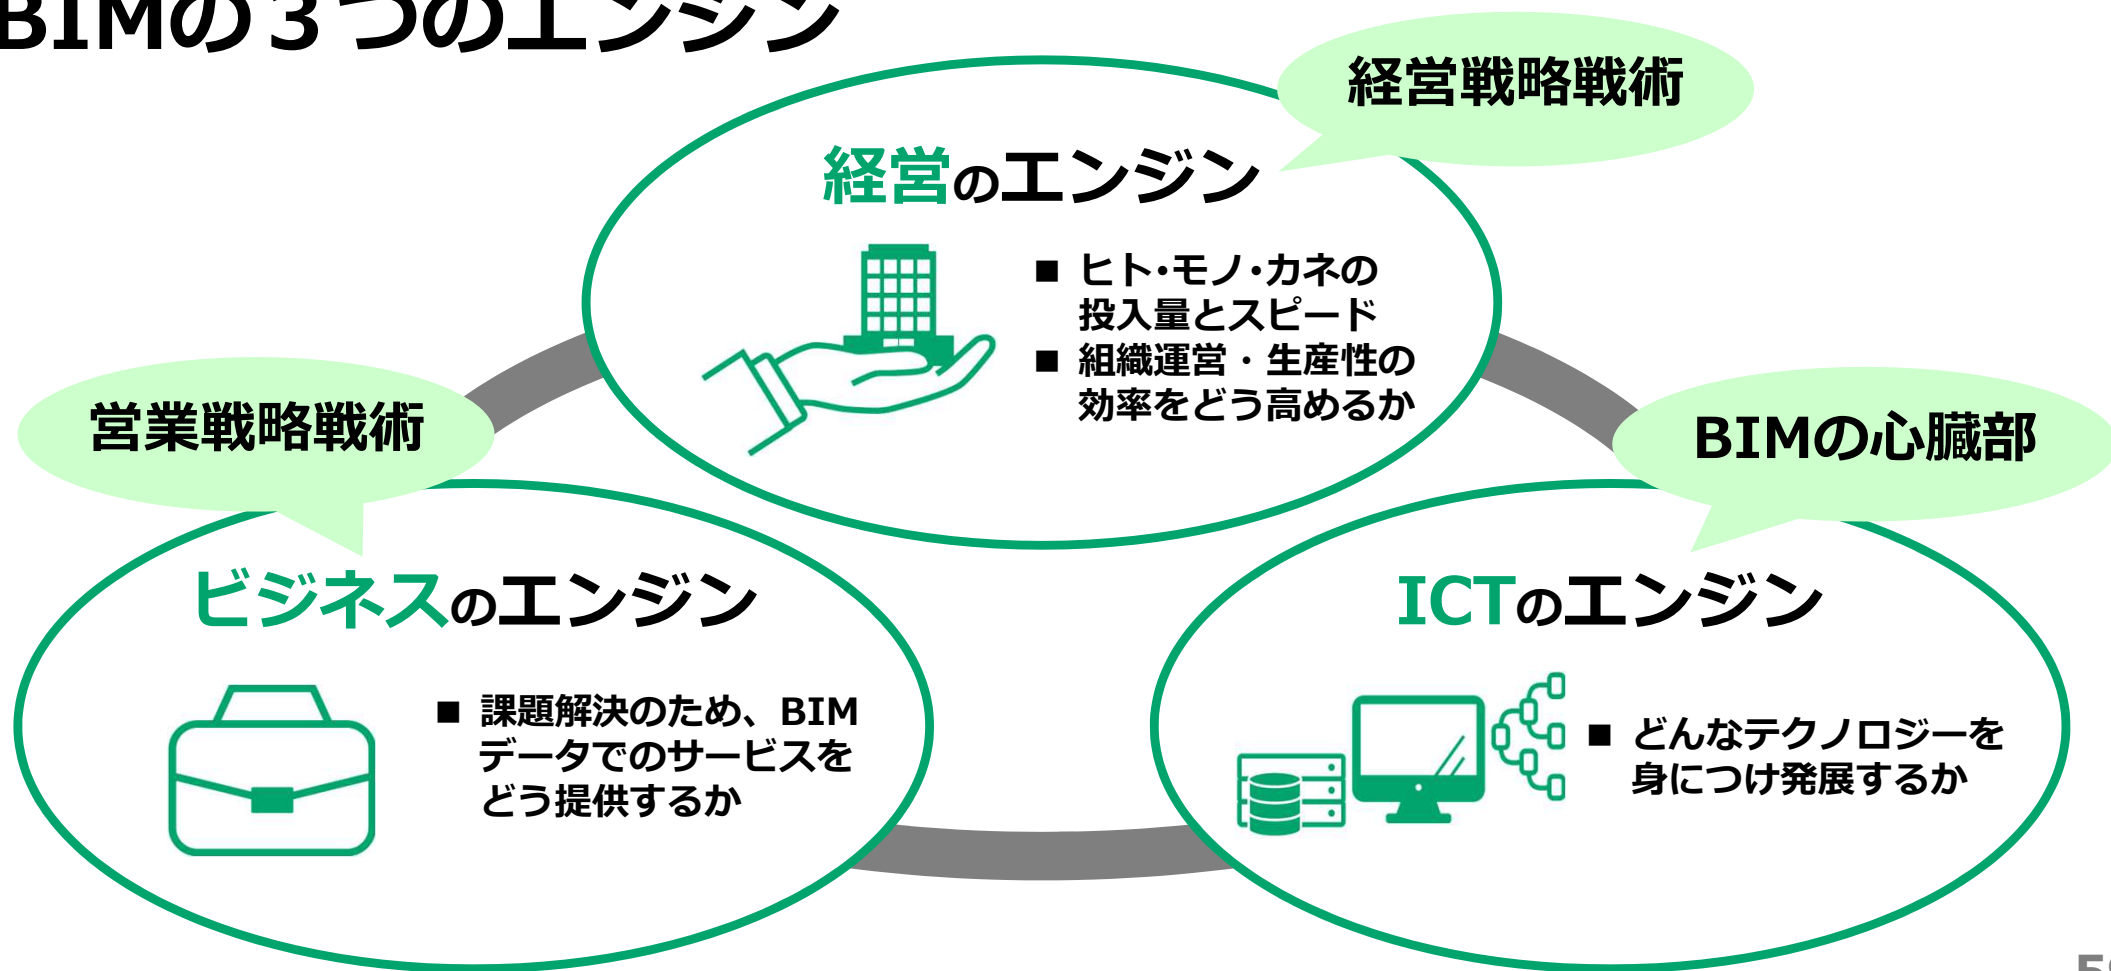 BIMの３つのエンジン
経営戦略戦術
経営のエンジン
■ ヒト・モノ・カネの
投入量とスピード
■ 組織運営・生産性の
効率をどう高めるか
営業戦略戦術
BIMの心臓部
ビジネスのエンジン
■ 課題解決のため、BIM
データでのサービスを
どう提供するか
ICTのエンジン
■ どんなテクノロジーを
身につけ発展するか